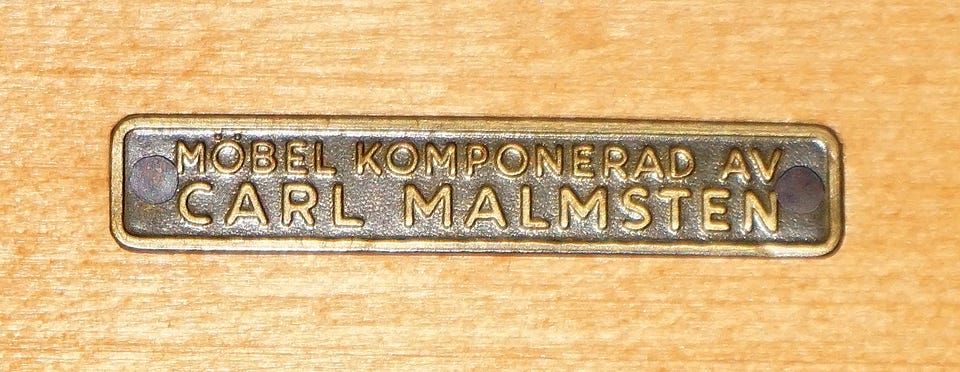 MÖBEL KOMPONERAD AV
CARL MALMSTEN